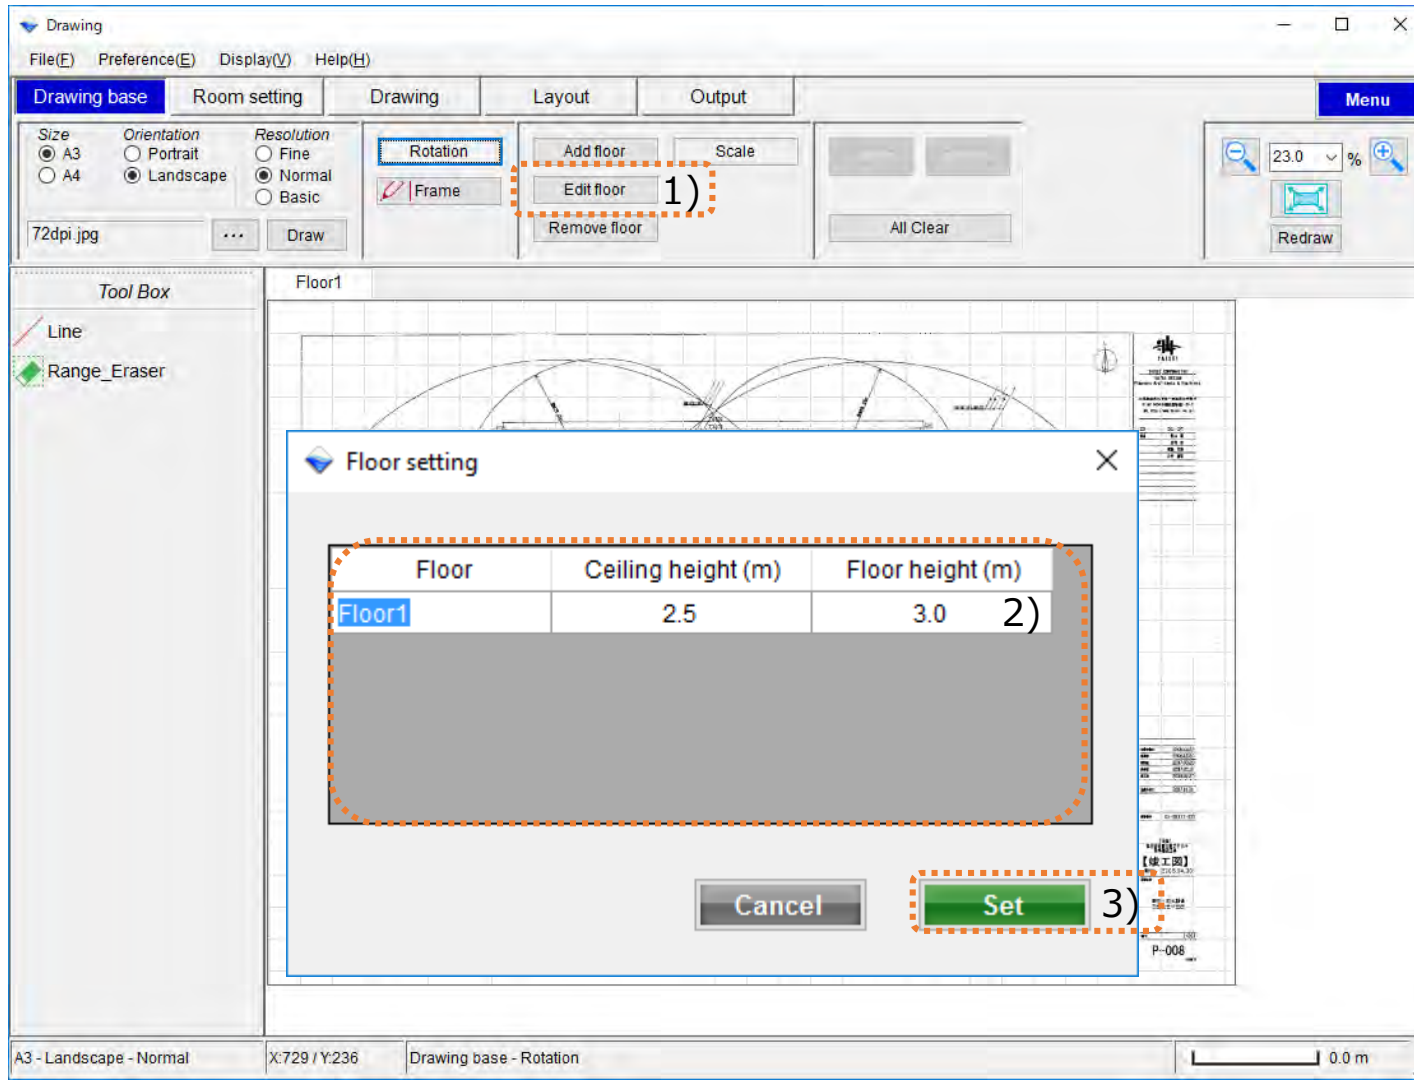 Drawing
File(F) Preference(E) Display(V) Help(H)
Drawing base Room setting Drawing Layout Output Menu
Size Orientation Resolution
A3 Portrait Fine
A4 Landscape Normal
Basic
72dpi.jpg ... Draw
Rotation
Frame
Add floor Scale
Edit floor 1)
Remove floor
All Clear
23.0 %
Redraw
Tool Box
Line
Range_Eraser
Floor1
Floor setting
Floor Ceiling height (m) Floor height (m)
Floor1 2.5 3.0 2)
Cancel Set 3)
【竣工図】
P-008
A3 - Landscape - Normal X:729 / Y:236 Drawing base - Rotation 0.0 m